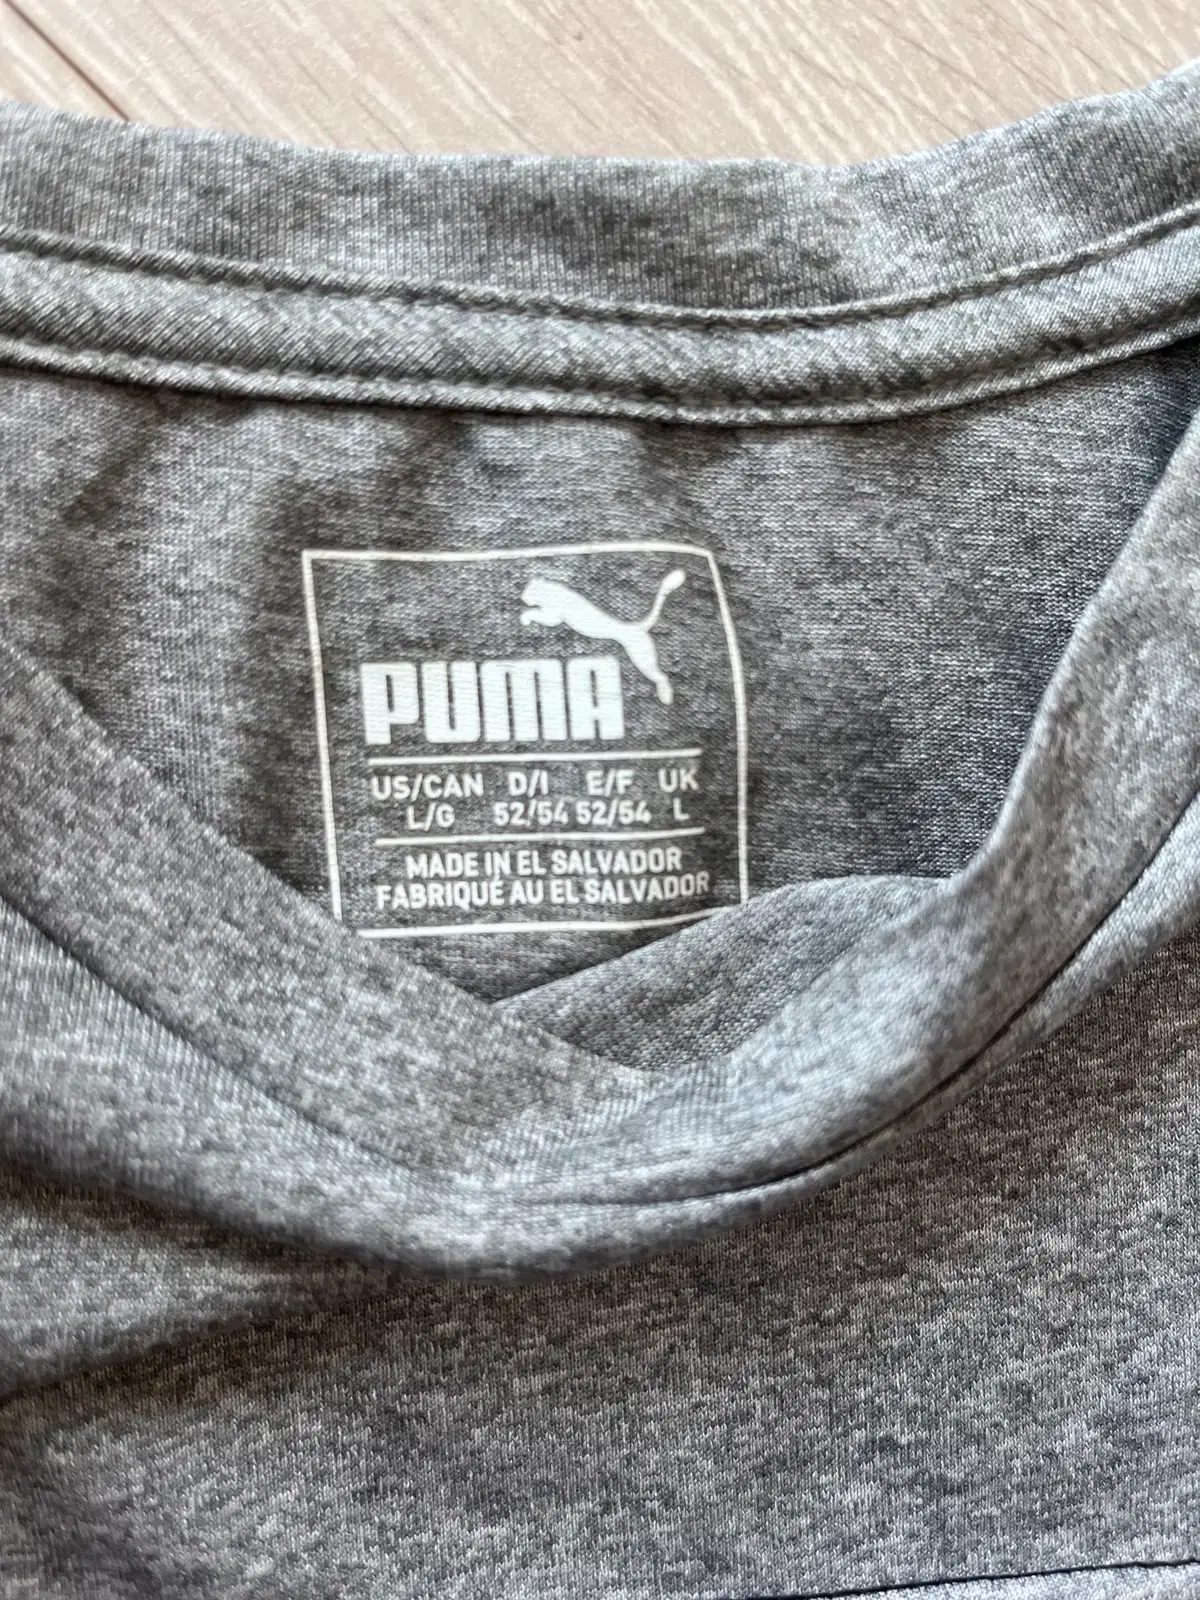 PUMA
US/CAN D/I E/F UK
L/G 52/54 52/54 L
MADE IN EL SALVADOR
FABRIQUÉ AU EL SALVADOR